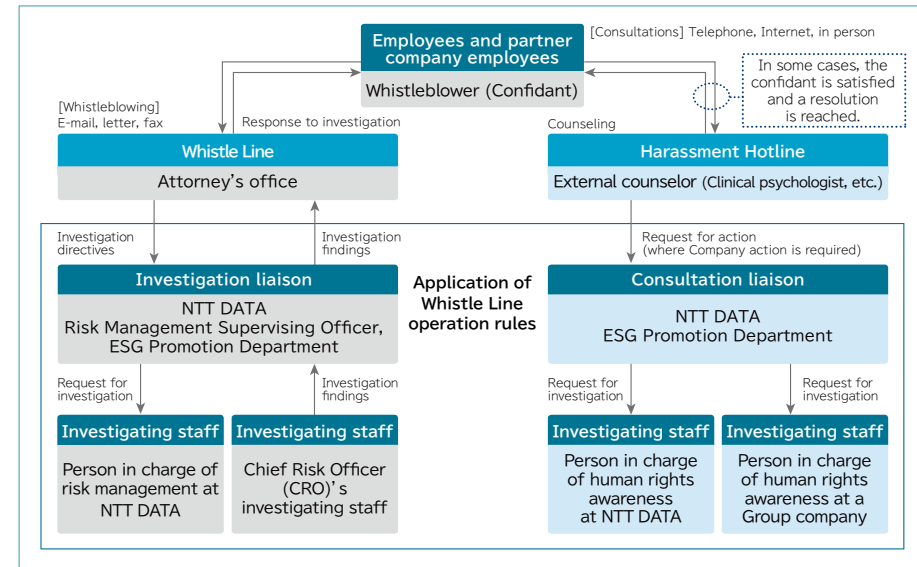 Employees and partner
company employees
Whistleblower (Confidant)
[Consultations] Telephone, Internet, in person
In some cases, the
confidant is satisfied
and a resolution
is reached.
[Whistleblowing]
E-mail, letter, fax
Response to investigation
Counseling
Whistle Line
Attorney's office
Harassment Hotline
External counselor (Clinical psychologist, etc.)
Investigation
directives
Investigation
findings
Request for action
(where Company action is required)
Investigation liaison
NTT DATA
Risk Management Supervising Officer,
ESG Promotion Department
Application of
Whistle Line
operation rules
Consultation liaison
NTT DATA
ESG Promotion Department
Request for
investigation
Investigation
findings
Request for
investigation
Request for
investigation
Investigating staff
Person in charge of
risk management at
NTT DATA
Investigating staff
Chief Risk Officer
(CRO)'s
investigating staff
Investigating staff
Person in charge
of human rights
awareness
at NTT DATA
Investigating staff
Person in charge
of human rights
awareness at a
Group company